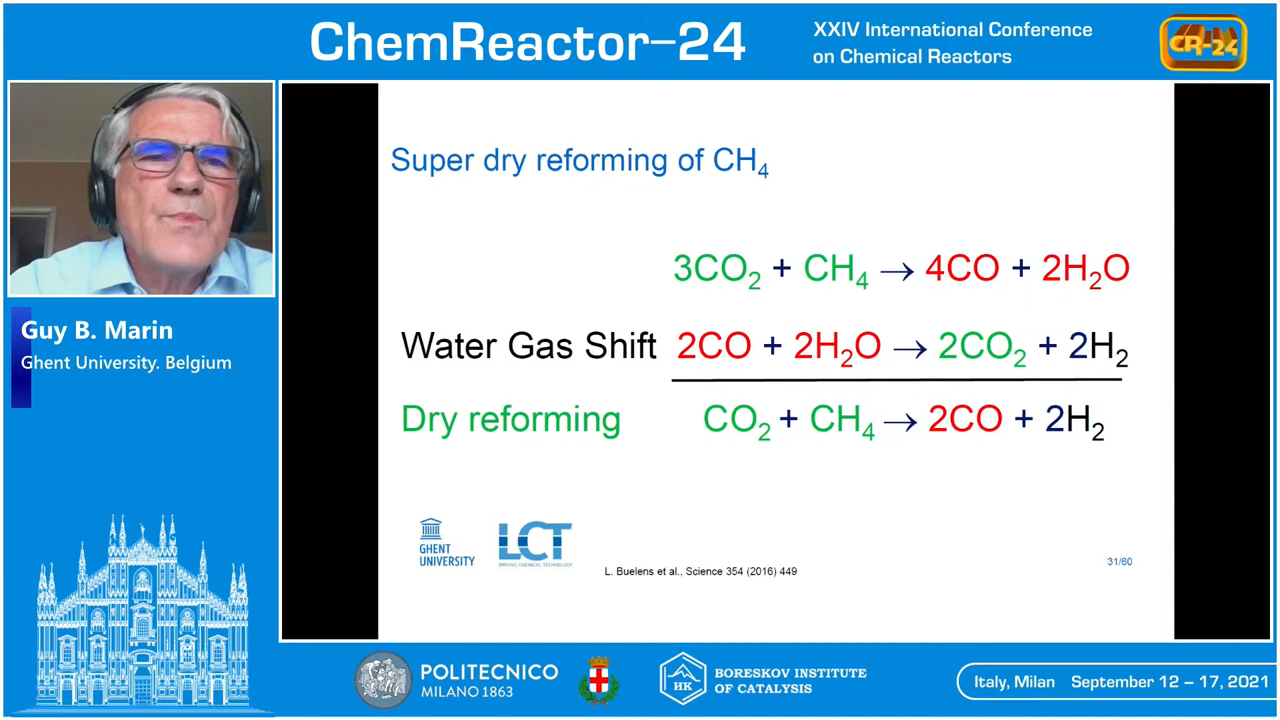 ChemReactor-24
XXIV International Conference
on Chemical Reactors
CR-24
Guy B. Marin
Ghent University. Belgium
Super dry reforming of CH₄
3CO₂ + CH₄ → 4CO + 2H₂O
Water Gas Shift 2CO + 2H₂O → 2CO₂ + 2H₂
Dry reforming CO₂ + CH₄ → 2CO + 2H₂
GHENT
UNIVERSITY
LCT
L. Buelens et al., Science 354 (2016) 449
31/60
POLITECNICO
MILANO 1863
НК
BORESKOV INSTITUTE
OF CATALYSIS
Italy, Milan September 12 – 17, 2021